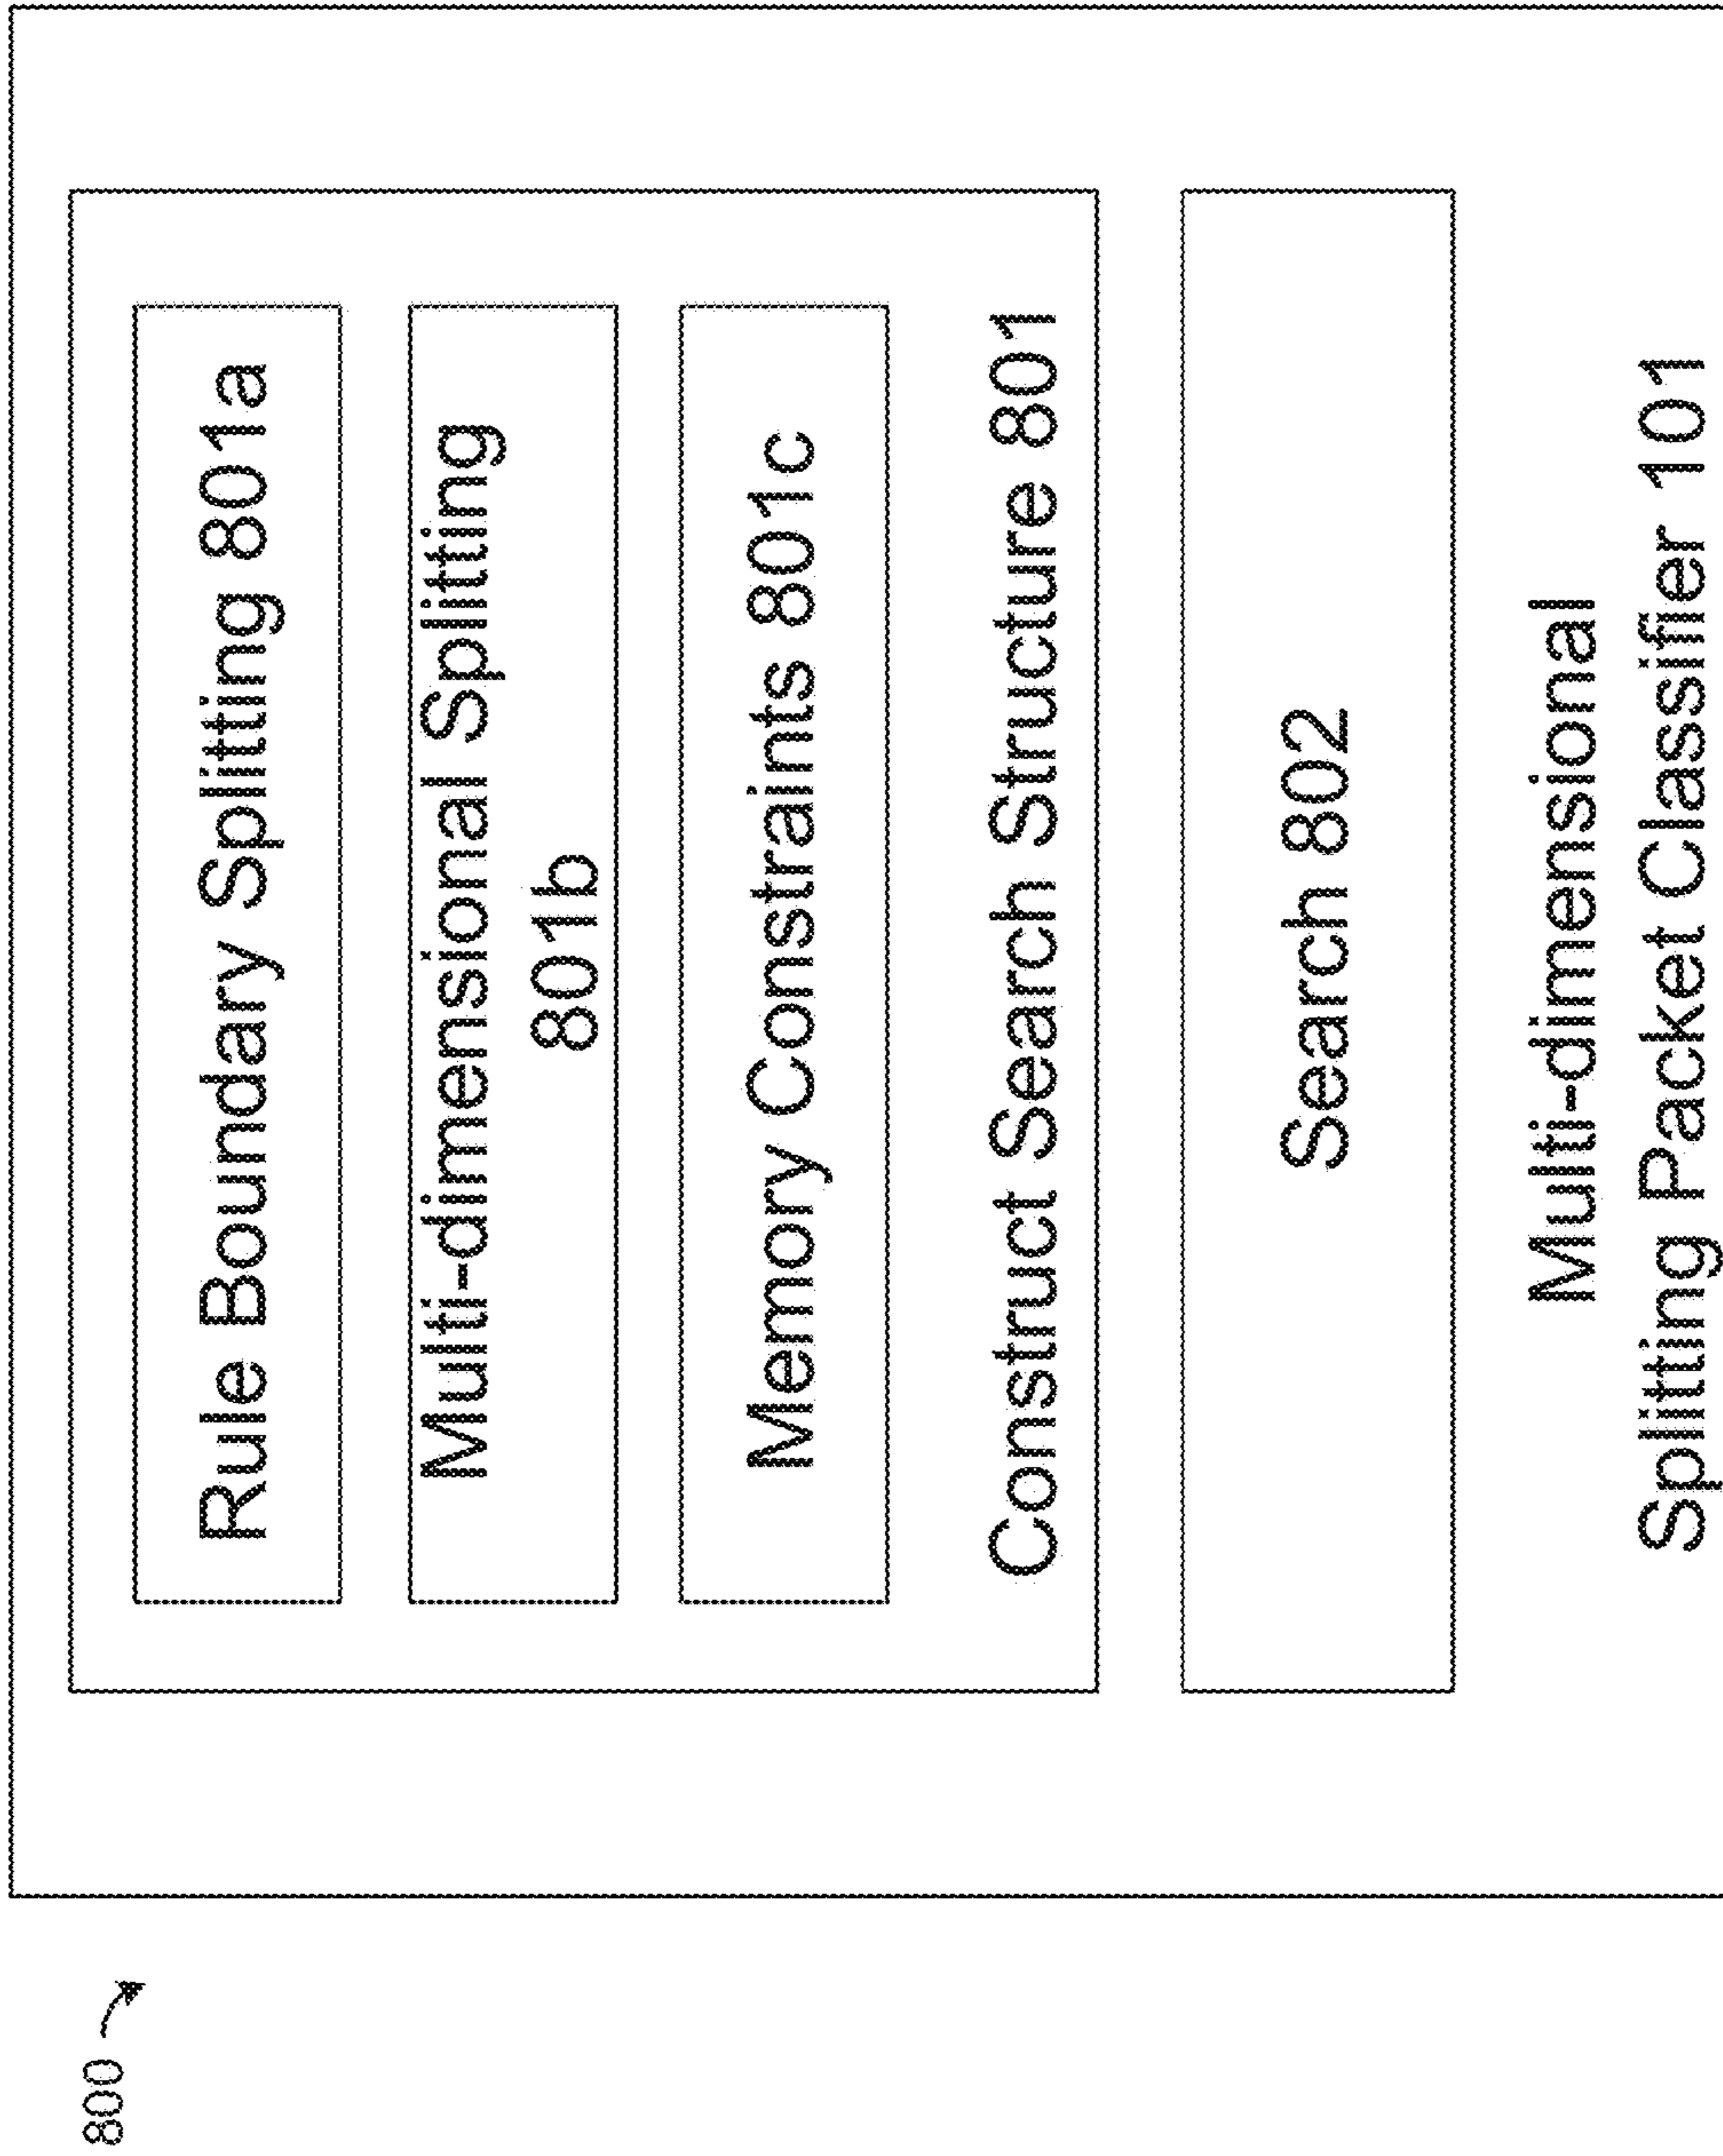 800
Rule Boundary Splitting 801a
Multi-dimensional Splitting
801b
Memory Constraints 801c
Construct Search Structure 801
Search 802
Multi-dimensional
Splitting Packet Classifier 101